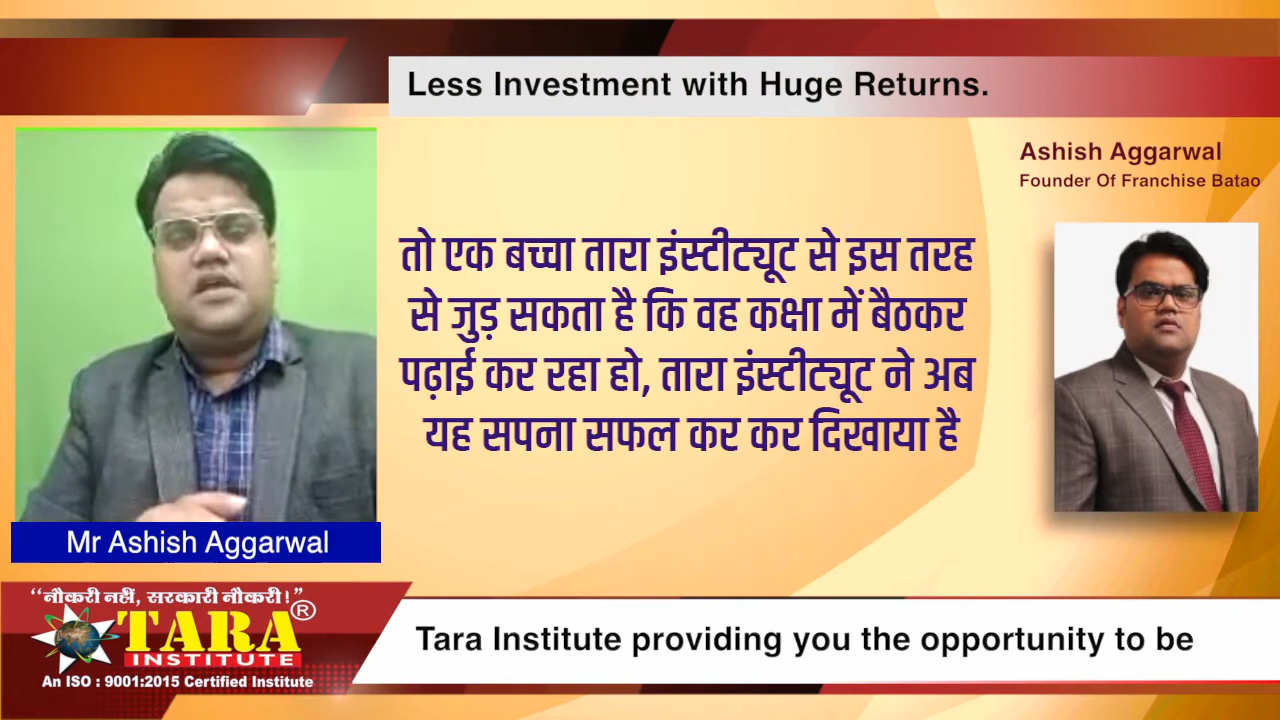 Less Investment with Huge Returns.
Ashish Aggarwal
Founder Of Franchise Batao
तो एक बच्चा तारा इंस्टीट्यूट से इस तरह
से जुड़ सकता है कि वह कक्षा में बैठकर
पढ़ाई कर रहा हो, तारा इंस्टीट्यूट ने अब
यह सपना सफल कर कर दिखाया है
Mr Ashish Aggarwal
“नौकरी नहीं, सरकारी नौकरी!”
TARA®
INSTITUTE
An ISO : 9001:2015 Certified Institute
Tara Institute providing you the opportunity to be